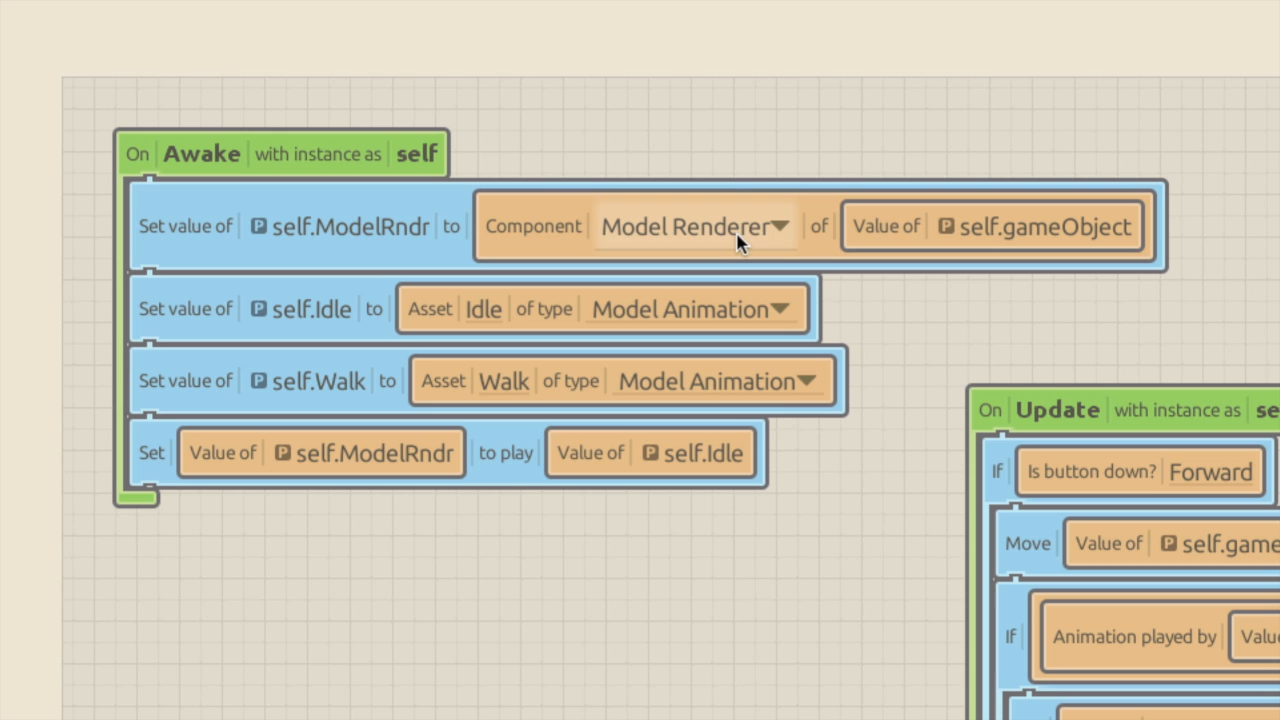 On Awake with instance as self
Set value of P self.ModelRndr to Component Model Renderer of Value of P self.gameObject
Set value of P self.Idle to Asset Idle of type Model Animation
Set value of P self.Walk to Asset Walk of type Model Animation
Set Value of P self.ModelRndr to play Value of P self.Idle
On Update with instance as
If Is button down? Forward
Move Value of P self.game
If Animation played by